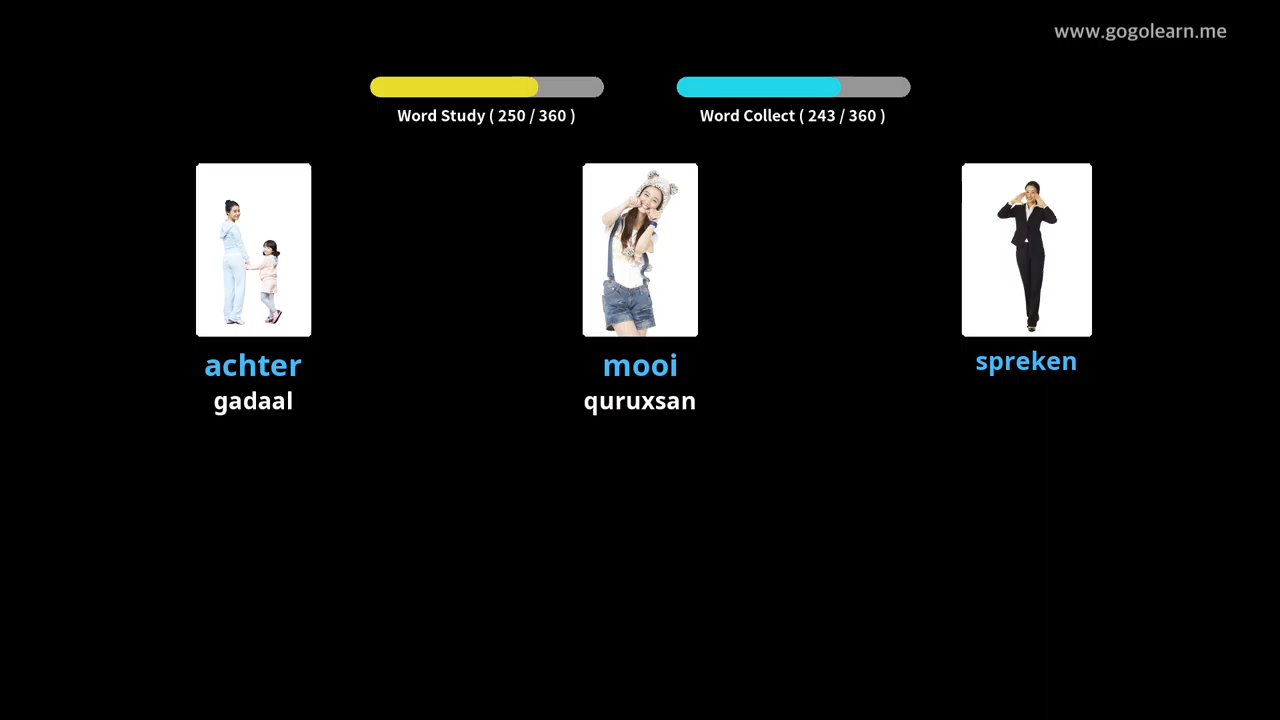 www.gogolearn.me
Word Study ( 250 / 360 )
Word Collect ( 243 / 360 )
achter
mooi
spreken
gadaal
quruxsan